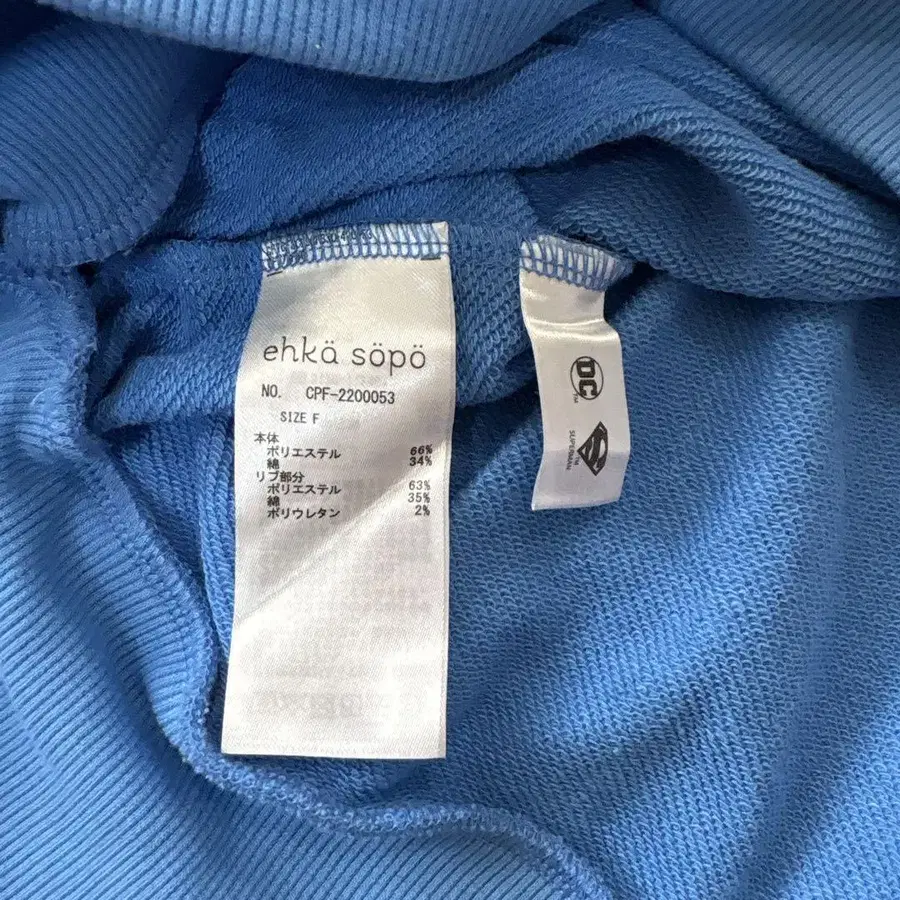 ehkä söpö
NO. CPF-2200053
SIZE F
本体
ポリエステル 66%
綿 34%
リブ部分
ポリエステル 63%
綿 35%
ポリウレタン 2%
DC
TM
SUPERMAN